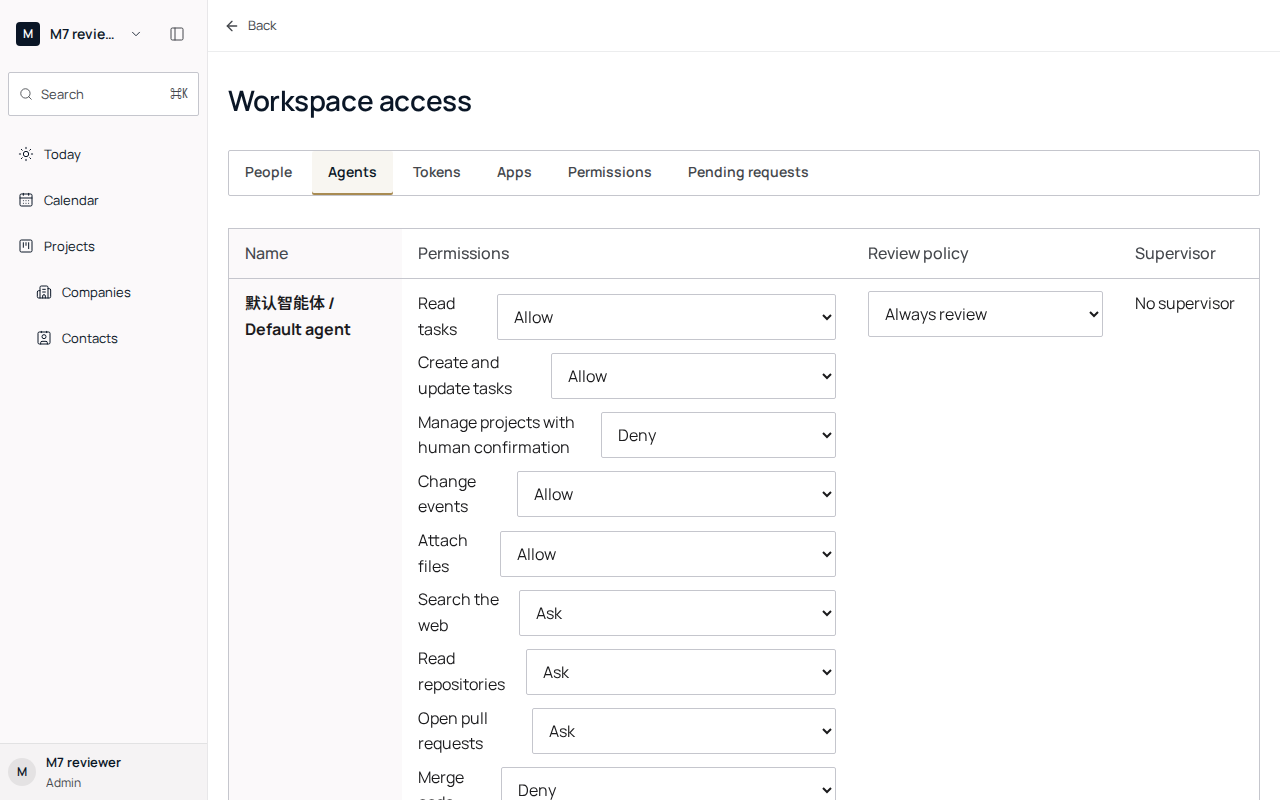 M
M7 revie...
Back
Search
⌘K
Today
Calendar
Projects
Companies
Contacts
M
M7 reviewer
Admin
Workspace access
People
Agents
Tokens
Apps
Permissions
Pending requests
Name
Permissions
Review policy
Supervisor
默认智能体 /
Default agent
Read
tasks
Allow
Create and
update tasks
Allow
Manage projects with
human confirmation
Deny
Change
events
Allow
Attach
files
Allow
Search the
web
Ask
Read
repositories
Ask
Open pull
requests
Ask
Merge
Deny
Always review
No supervisor